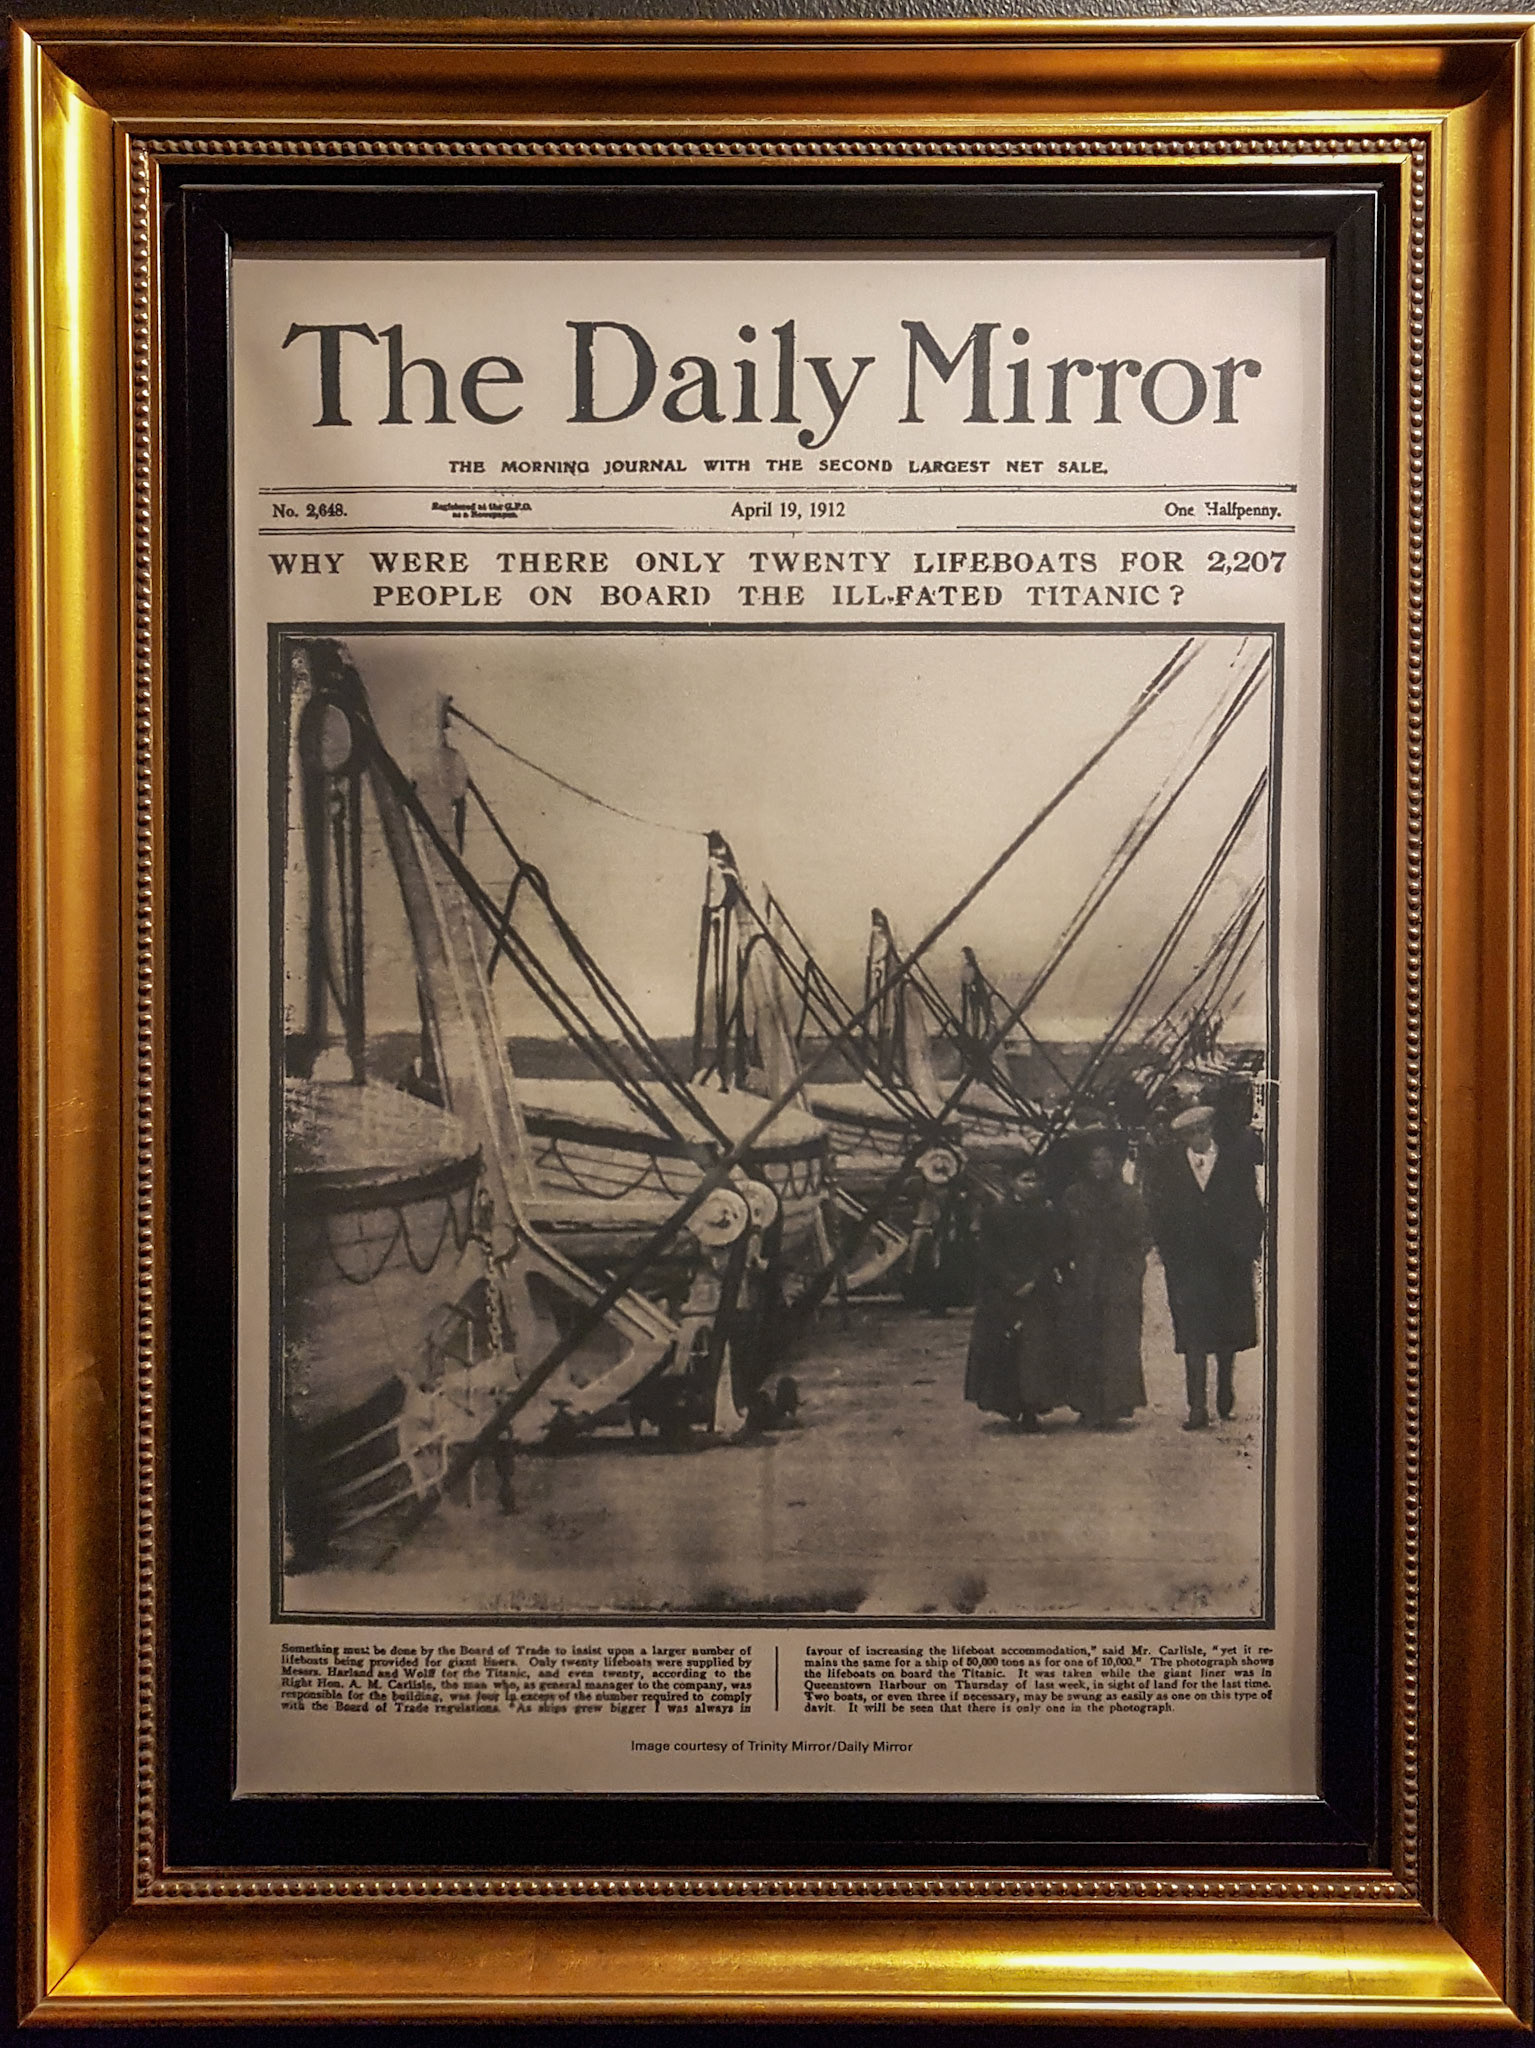 The Daily Mirror
THE MORNING JOURNAL WITH THE SECOND LARGEST NET SALE.
No. 2,648.
Registered at the G.P.O.
as a Newspaper.
April 19, 1912
One Halfpenny.
WHY WERE THERE ONLY TWENTY LIFEBOATS FOR 2,207
PEOPLE ON BOARD THE ILL-FATED TITANIC?
Something must be done by the Board of Trade to insist upon a larger number of
lifeboats being provided for giant liners. Only twenty lifeboats were supplied by
Messrs. Harland and Wolff for the Titanic, and even twenty, according to the
Right Hon. A. M. Carlisle, the man who, as general manager to the company, was
responsible for the building, was four in excess of the number required to comply
with the Board of Trade regulations. "As ships grew bigger I was always in
favour of increasing the lifeboat accommodation," said Mr. Carlisle, "yet it re-
mains the same for a ship of 50,000 tons as for one of 10,000." The photograph shows
the lifeboats on board the Titanic. It was taken while the giant liner was in
Queenstown Harbour on Thursday of last week, in sight of land for the last time.
Two boats, or even three if necessary, may be swung as easily as one on this type of
davit. It will be seen that there is only one in the photograph.
Image courtesy of Trinity Mirror/Daily Mirror